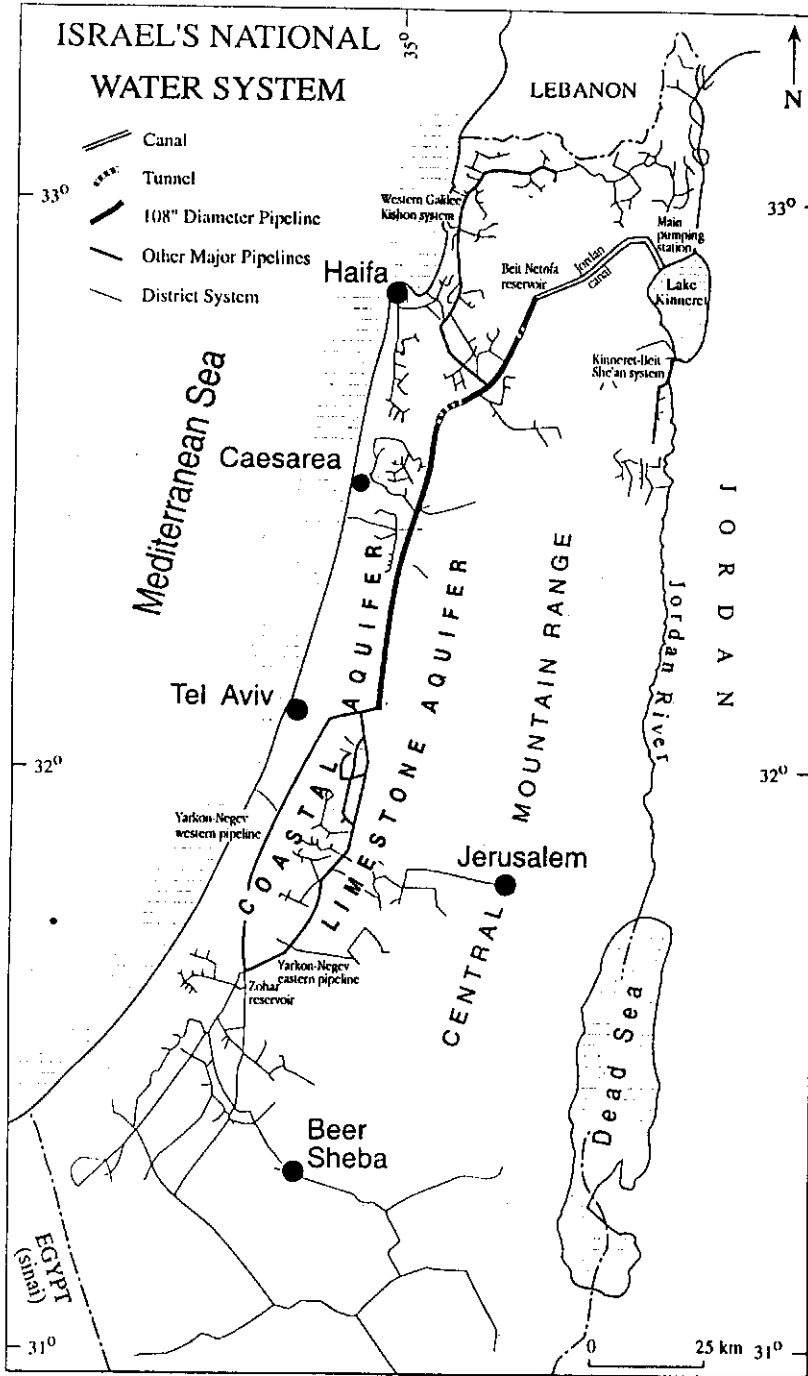 ISRAEL'S NATIONAL
WATER SYSTEM
Canal
Tunnel
108" Diameter Pipeline
Other Major Pipelines
District System
35°
LEBANON
N
33°
33°
Western Galilee
Kishon system
Main
pumping
station
Beit Netofa
reservoir
Jordan
canal
Lake
Kinneret
Haifa
Kinneret-Beit
She'an system
Mediterranean Sea
Caesarea
JORDAN
Jordan River
COASTAL AQUIFER
LIMESTONE AQUIFER
CENTRAL MOUNTAIN RANGE
Tel Aviv
32°
32°
Yarkon-Negev
western pipeline
Jerusalem
Yarkon-Negev
eastern pipeline
Zohar
reservoir
Dead Sea
Beer
Sheba
EGYPT
(sinai)
31°
0 25 km
31°